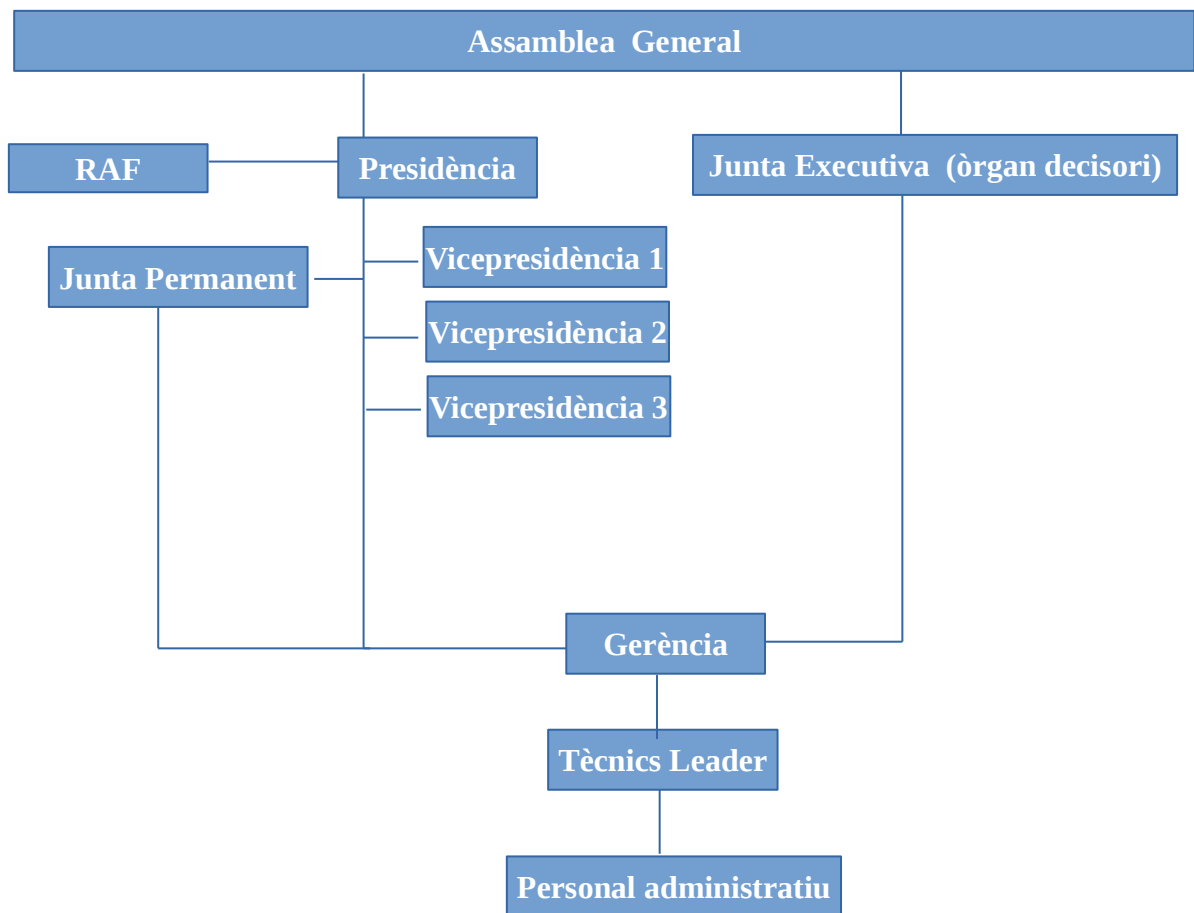 Assamblea  General
RAF
Presidència
Junta Executiva  (òrgan decisori)
Junta Permanent
Vicepresidència 1
Vicepresidència 2
Vicepresidència 3
Gerència
Tècnics Leader
Personal administratiu